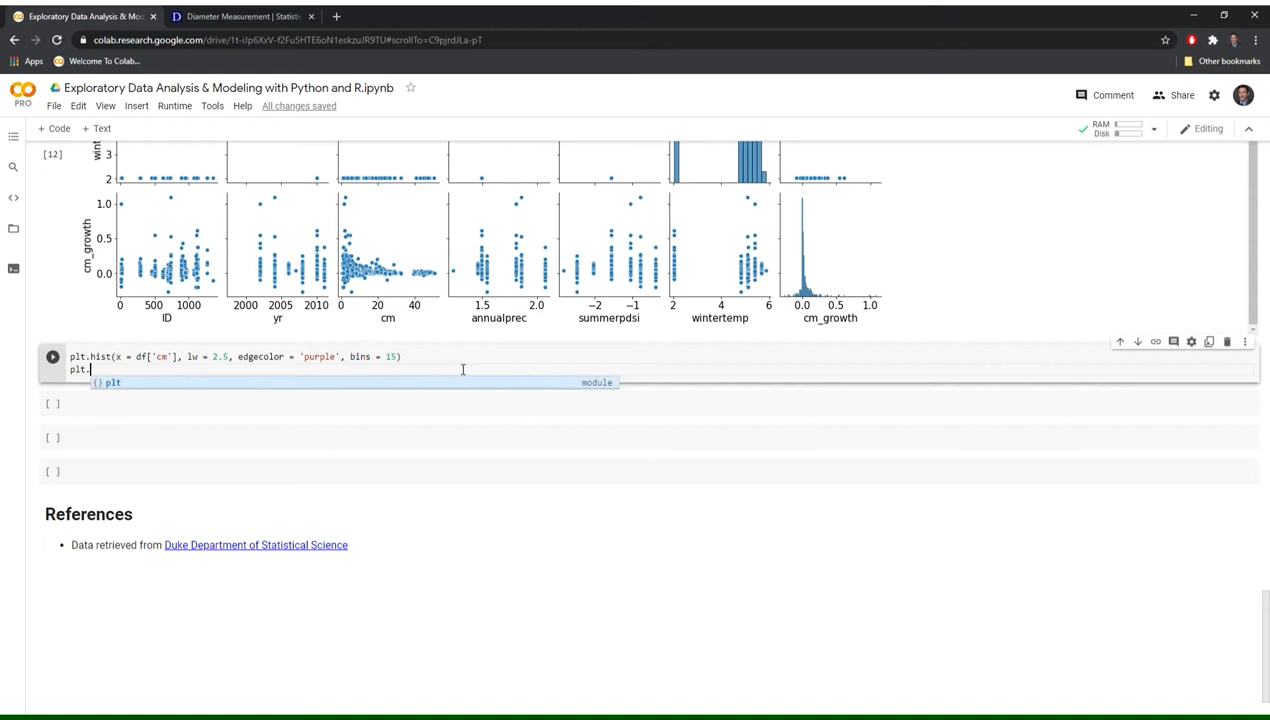 Exploratory Data Analysis & Mod
Diameter Measurement | Statisti
colab.research.google.com/drive/1t-iJp6XxV-f2Fu5HTE6oN1eskzuJR9TU#scrollTo=C9pjrdJLa-pT
Apps
Welcome To Colab...
Other bookmarks
CO
PRO
Exploratory Data Analysis & Modeling with Python and R.ipynb
File Edit View Insert Runtime Tools Help All changes saved
Comment Share
+ Code + Text
RAM
Disk
Editing
[12]
wint
3
2
cm_growth
1.0
0.5
0.0
0 500 1000
2000 2005 2010
0 20 40
1.5 2.0
−2 −1
2 4 6
0.0 0.5 1.0
ID yr cm annualprec summerpdsi wintertemp cm_growth
plt.hist(x = df['cm'], lw = 2.5, edgecolor = 'purple', bins = 15)
plt.
{} plt module
[ ]
[ ]
[ ]
References
• Data retrieved from Duke Department of Statistical Science